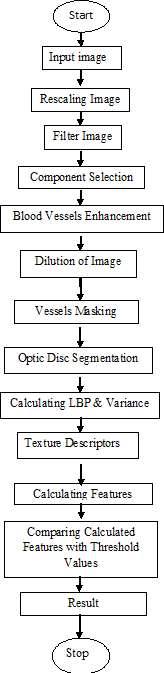 Start
Input image
Rescaling Image
Filter Image
Component Selection
Blood Vessels Enhancement
Dilution of Image
Vessels Masking
Optic Disc Segmentation
Calculating LBP & Variance
Texture Descriptors
Calculating Features
Comparing Calculated
Features with Threshold
Values
Result
Stop